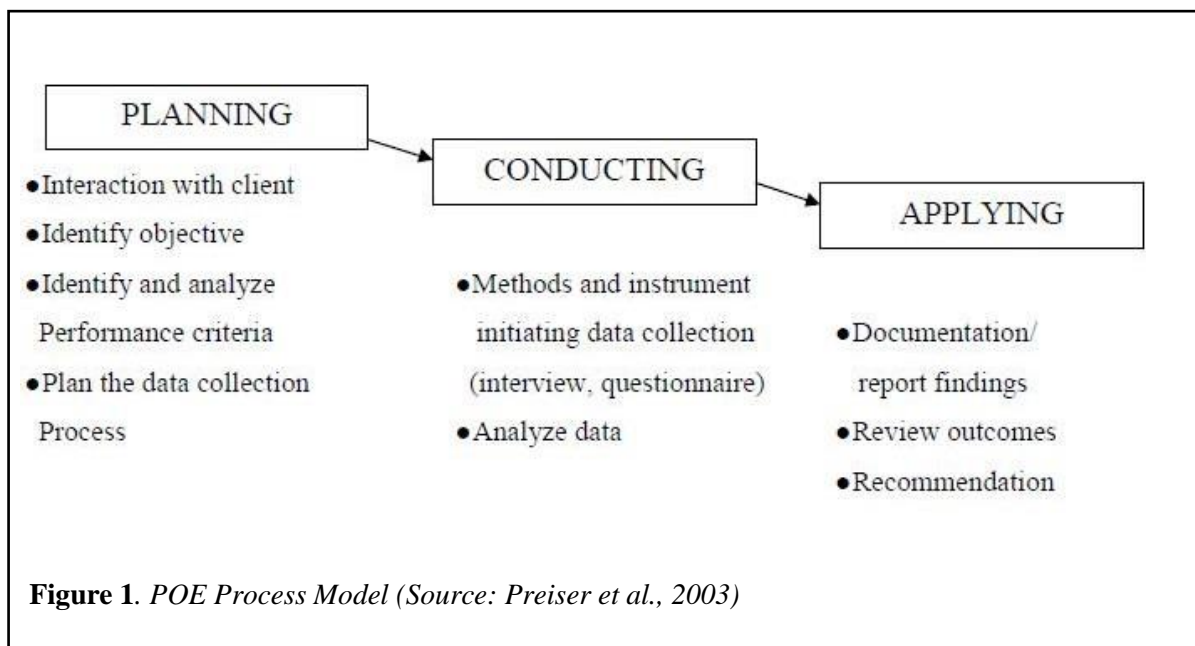 PLANNING
●Interaction with client
●Identify objective
●Identify and analyze
Performance criteria
●Plan the data collection
Process
CONDUCTING
●Methods and instrument
initiating data collection
(interview, questionnaire)
●Analyze data
APPLYING
●Documentation/
report findings
●Review outcomes
●Recommendation
Figure 1. POE Process Model (Source: Preiser et al., 2003)